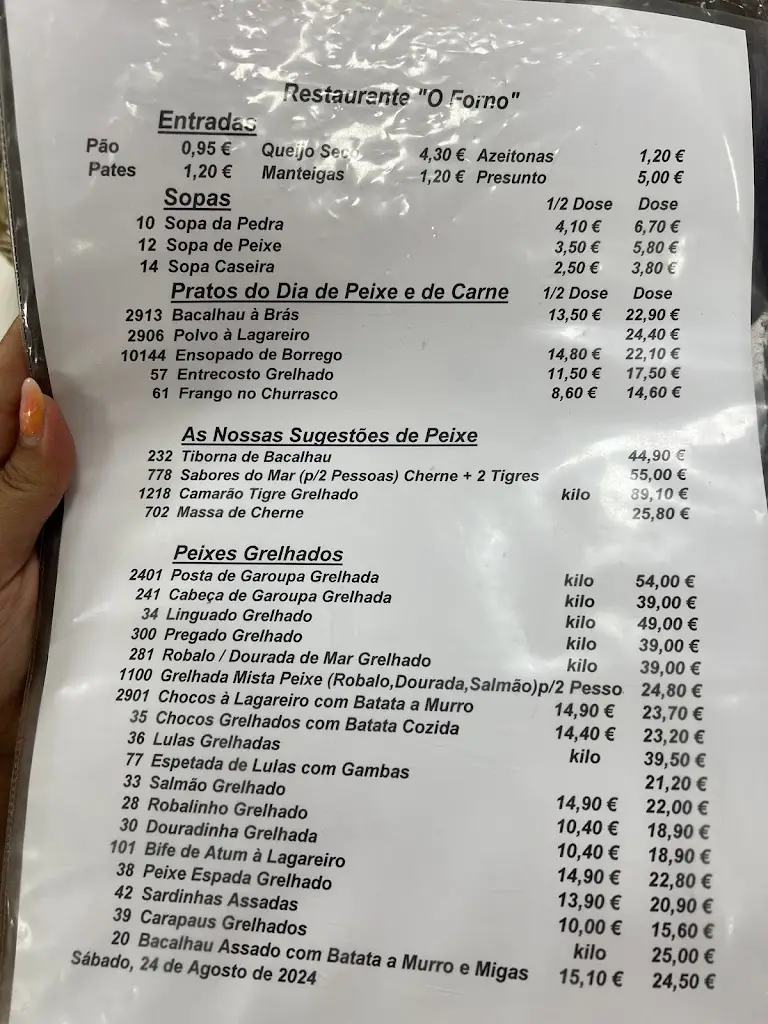 Restaurante "O Forno"
Entradas
Pão 0,95 € Queijo Seco 4,30 € Azeitonas 1,20 €
Pates 1,20 € Manteigas 1,20 € Presunto 5,00 €
Sopas 1/2 Dose Dose
10 Sopa da Pedra 4,10 € 6,70 €
12 Sopa de Peixe 3,50 € 5,80 €
14 Sopa Caseira 2,50 € 3,80 €
Pratos do Dia de Peixe e de Carne 1/2 Dose Dose
2913 Bacalhau à Brás 13,50 € 22,90 €
2906 Polvo à Lagareiro 24,40 €
10144 Ensopado de Borrego 14,80 € 22,10 €
57 Entrecosto Grelhado 11,50 € 17,50 €
61 Frango no Churrasco 8,60 € 14,60 €
As Nossas Sugestões de Peixe
232 Tiborna de Bacalhau 44,90 €
778 Sabores do Mar (p/2 Pessoas) Cherne + 2 Tigres 55,00 €
1218 Camarão Tigre Grelhado kilo 89,10 €
702 Massa de Cherne 25,80 €
Peixes Grelhados
2401 Posta de Garoupa Grelhada kilo 54,00 €
241 Cabeça de Garoupa Grelhada kilo 39,00 €
34 Linguado Grelhado kilo 49,00 €
300 Pregado Grelhado kilo 39,00 €
281 Robalo / Dourada de Mar Grelhado kilo 39,00 €
1100 Grelhada Mista Peixe (Robalo,Dourada,Salmão)p/2 Pesso 24,80 €
2901 Chocos à Lagareiro com Batata a Murro 14,90 € 23,70 €
35 Chocos Grelhados com Batata Cozida 14,40 € 23,20 €
36 Lulas Grelhadas kilo 39,50 €
77 Espetada de Lulas com Gambas 21,20 €
33 Salmão Grelhado 14,90 € 22,00 €
28 Robalinho Grelhado 10,40 € 18,90 €
30 Douradinha Grelhada 10,40 € 18,90 €
101 Bife de Atum à Lagareiro 14,90 € 22,80 €
38 Peixe Espada Grelhado 13,90 € 20,90 €
42 Sardinhas Assadas 10,00 € 15,60 €
39 Carapaus Grelhados kilo 25,00 €
20 Bacalhau Assado com Batata a Murro e Migas 15,10 € 24,50 €
Sábado, 24 de Agosto de 2024